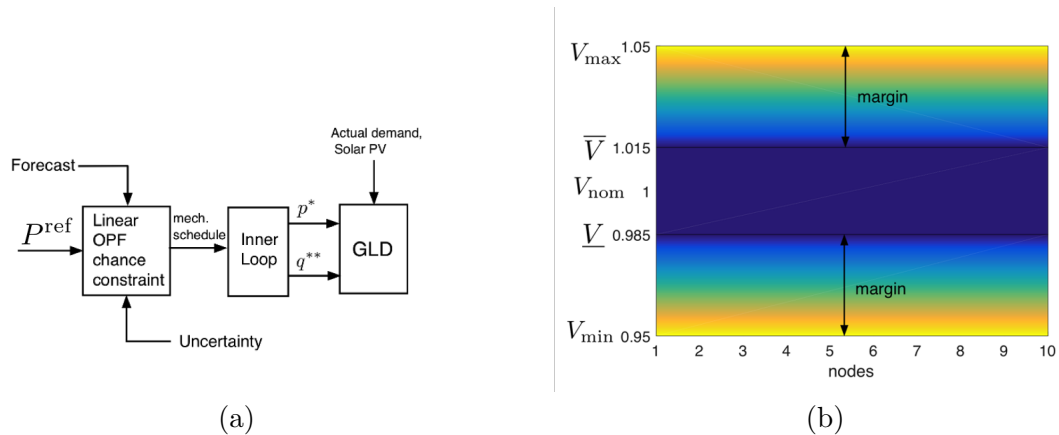 Forecast
P^ref
Linear
OPF
chance
constraint
mech.
schedule
Inner
Loop
p*
q**
Actual demand,
Solar PV
GLD
Uncertainty
(a)
V_max 1.05
margin
V̅ 1.015
V_nom 1
V̲ 0.985
margin
V_min 0.95
1 2 3 4 5 6 7 8 9 10
nodes
(b)